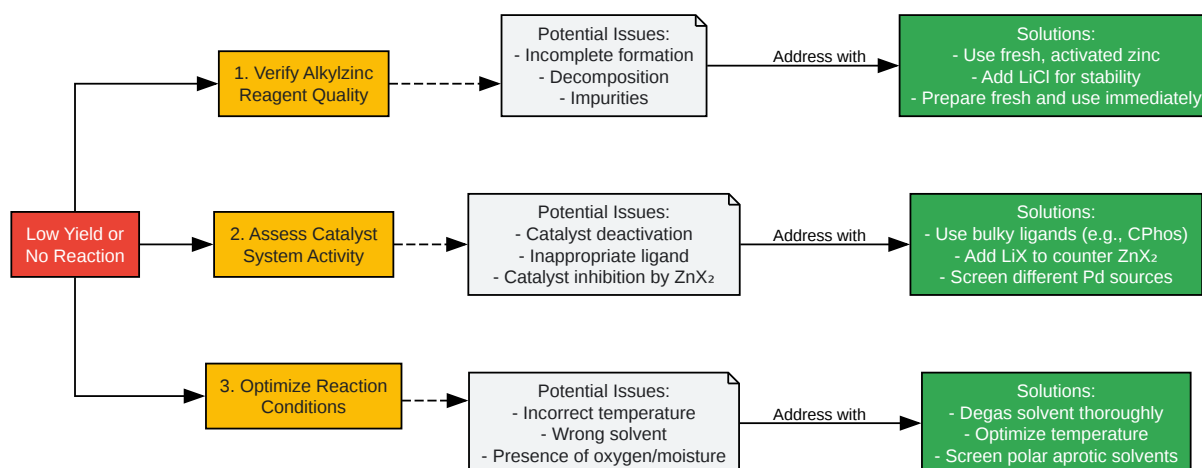 Low Yield or
No Reaction
1. Verify Alkylzinc
Reagent Quality
Potential Issues:
- Incomplete formation
- Decomposition
- Impurities
Address with
Solutions:
- Use fresh, activated zinc
- Add LiCl for stability
- Prepare fresh and use immediately
2. Assess Catalyst
System Activity
Potential Issues:
- Catalyst deactivation
- Inappropriate ligand
- Catalyst inhibition by ZnX₂
Address with
Solutions:
- Use bulky ligands (e.g., CPhos)
- Add LiX to counter ZnX₂
- Screen different Pd sources
3. Optimize Reaction
Conditions
Potential Issues:
- Incorrect temperature
- Wrong solvent
- Presence of oxygen/moisture
Address with
Solutions:
- Degas solvent thoroughly
- Optimize temperature
- Screen polar aprotic solvents